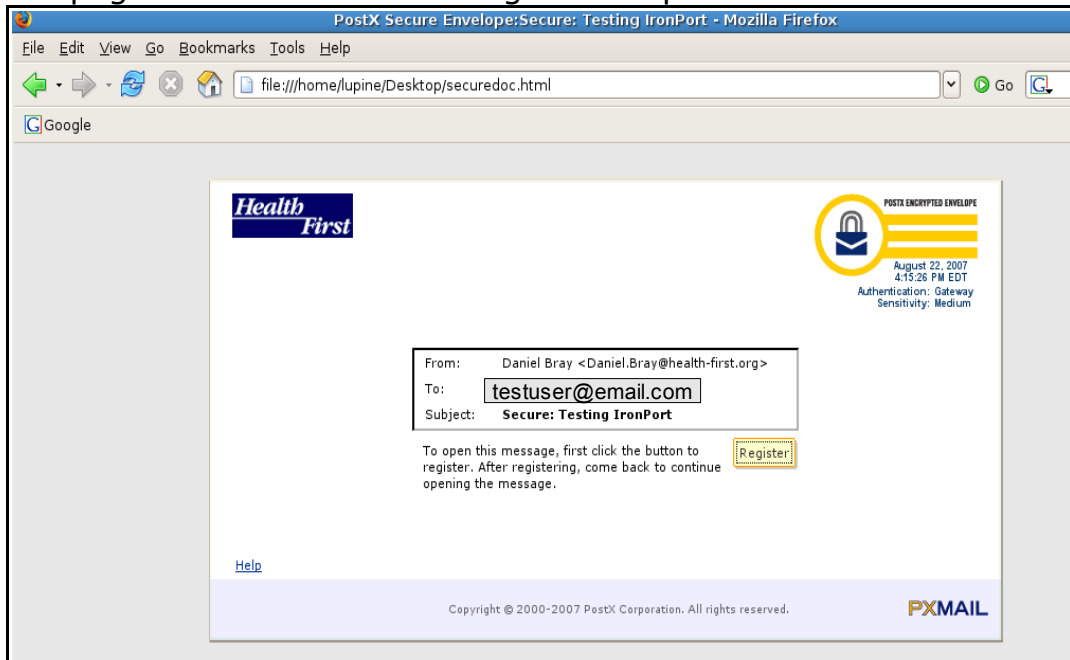 PostX Secure Envelope:Secure: Testing IronPort - Mozilla Firefox
File Edit View Go Bookmarks Tools Help
file:///home/lupine/Desktop/securedoc.html
Go
G
Google
Health
First
POSTX ENCRYPTED ENVELOPE
August 22, 2007
4:15:26 PM EDT
Authentication: Gateway
Sensitivity: Medium
From: Daniel Bray <Daniel.Bray@health-first.org>
To: testuser@email.com
Subject: Secure: Testing IronPort
To open this message, first click the button to
register. After registering, come back to continue
opening the message.
Register
Help
Copyright © 2000-2007 PostX Corporation. All rights reserved.
PXMAIL